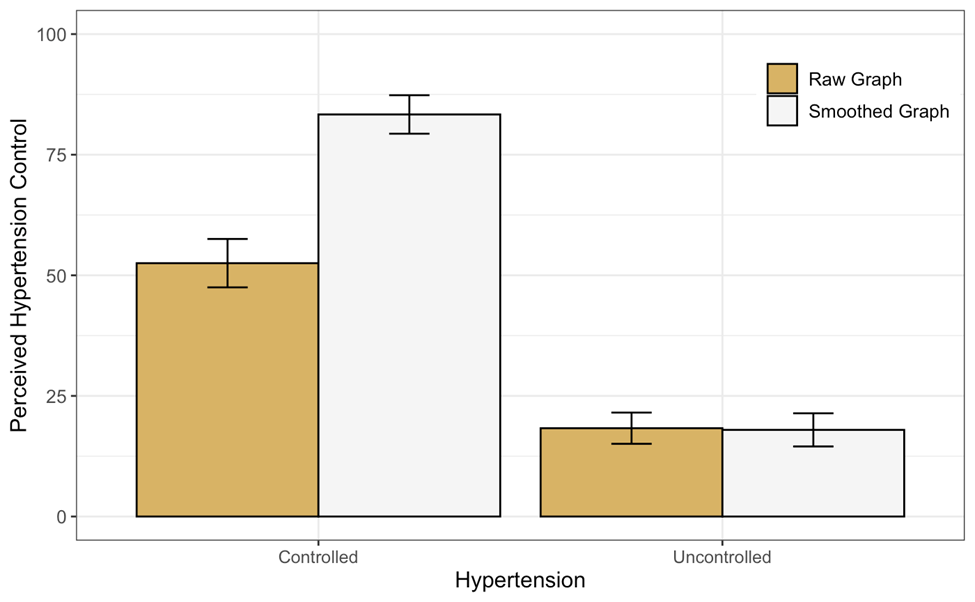 100
75
50
25
0
Perceived Hypertension Control
Raw Graph
Smoothed Graph
Controlled
Uncontrolled
Hypertension